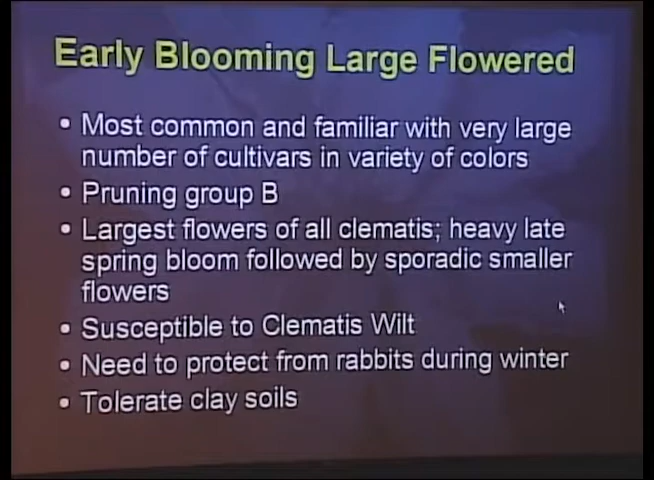 Early Blooming Large Flowered
• Most common and familiar with very large
number of cultivars in variety of colors
• Pruning group B
• Largest flowers of all clematis; heavy late
spring bloom followed by sporadic smaller
flowers
• Susceptible to Clematis Wilt
• Need to protect from rabbits during winter
• Tolerate clay soils